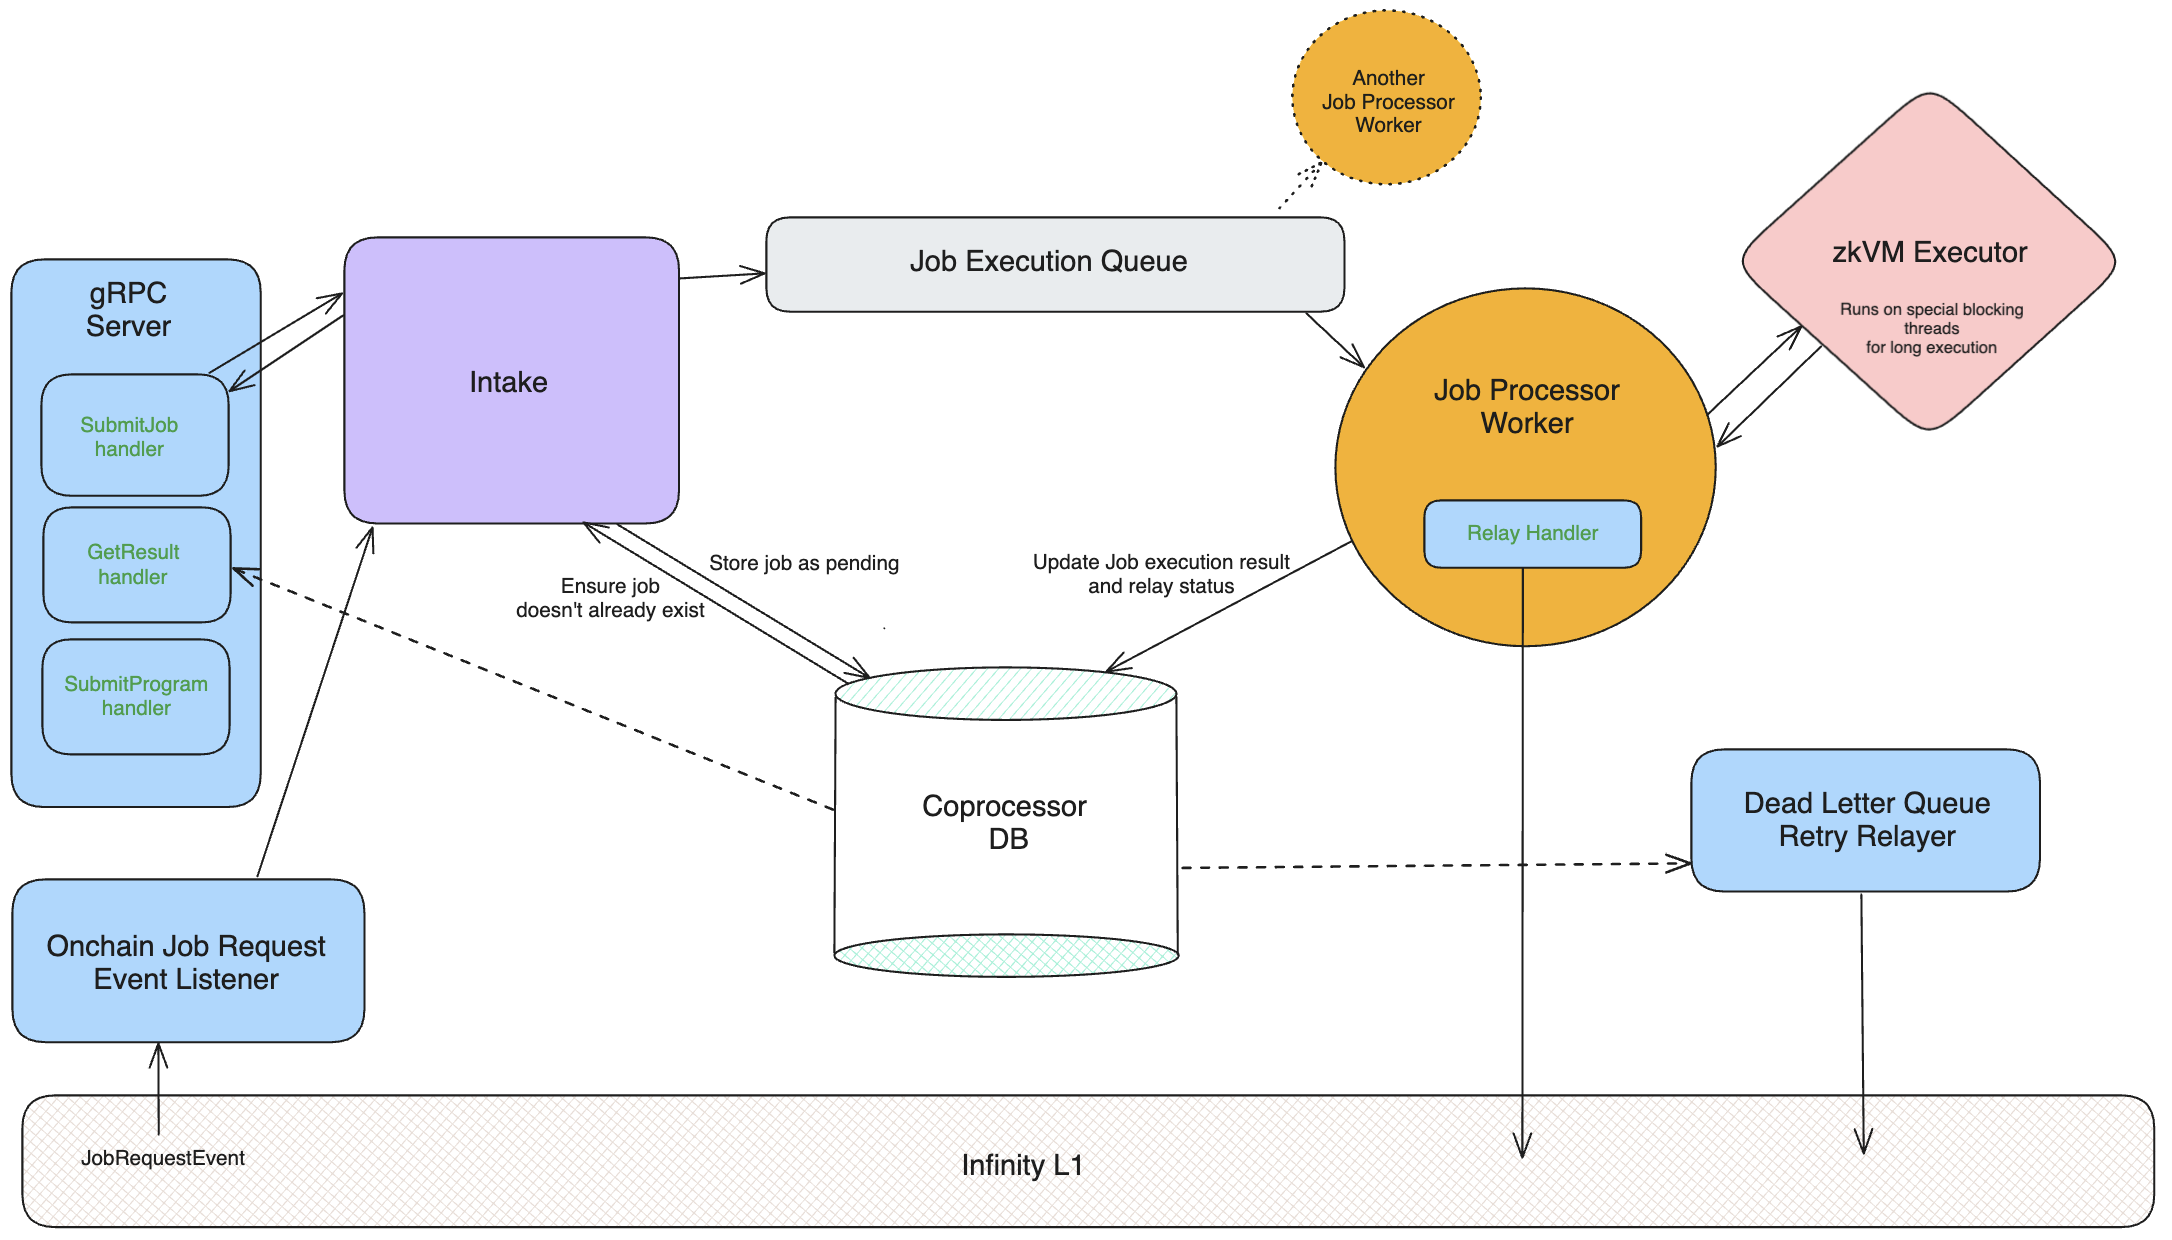 Another
Job Processor
Worker
zkVM Executor
Runs on special blocking
threads
for long execution
Job Execution Queue
gRPC
Server
Intake
Job Processor
Worker
SubmitJob
handler
Relay Handler
GetResult
handler
Store job as pending
Update Job execution result
and relay status
Ensure job
doesn't already exist
SubmitProgram
handler
Coprocessor
DB
Dead Letter Queue
Retry Relayer
Onchain Job Request
Event Listener
JobRequestEvent
Infinity L1